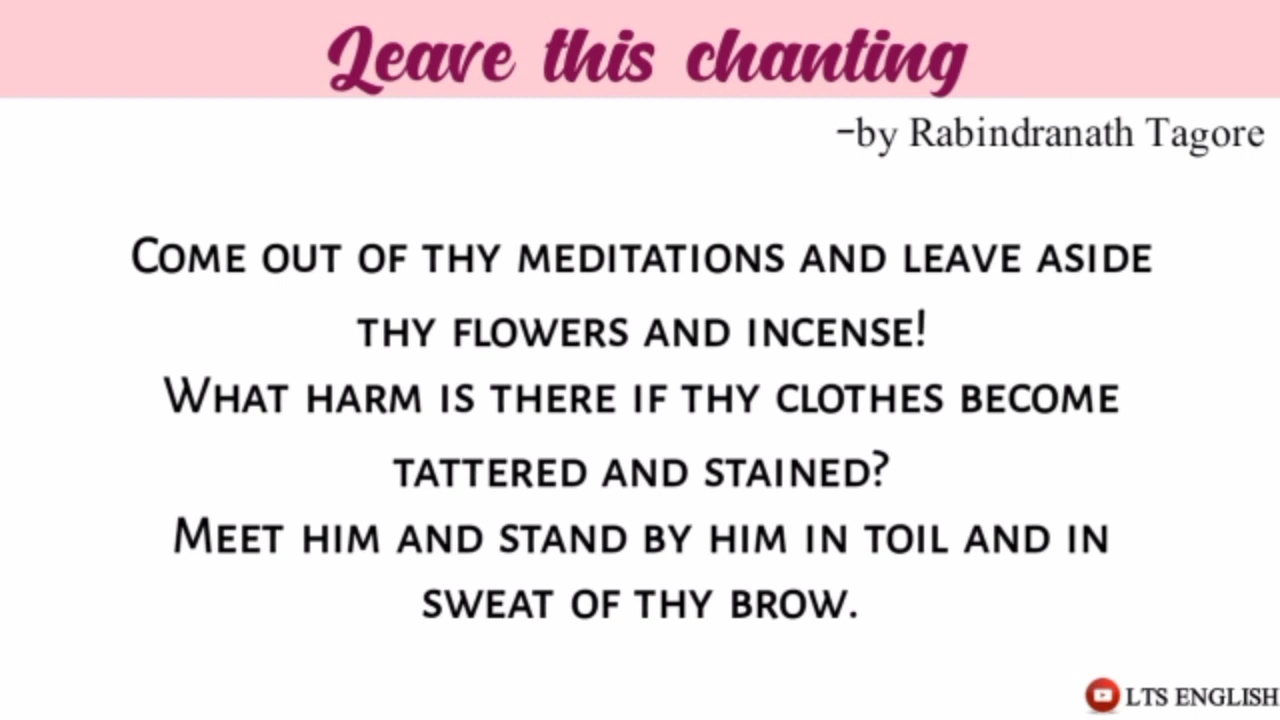 Leave this chanting
-by Rabindranath Tagore
Come out of thy meditations and leave aside
thy flowers and incense!
What harm is there if thy clothes become
tattered and stained?
Meet him and stand by him in toil and in
sweat of thy brow.
LTS ENGLISH